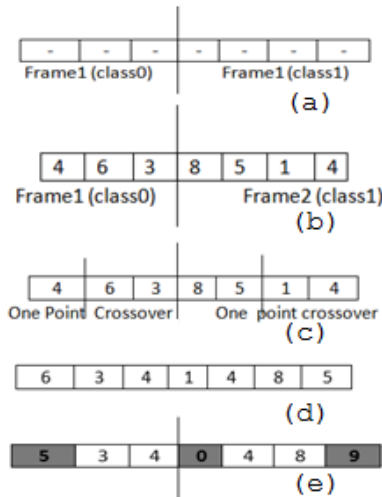 - - - - - - -
Frame1 (class0) Frame1 (class1)
(a)
4 6 3 8 5 1 4
Frame1 (class0) Frame2 (class1)
(b)
4 6 3 8 5 1 4
One Point Crossover One point crossover
(c)
6 3 4 1 4 8 5
(d)
5 3 4 0 4 8 9
(e)